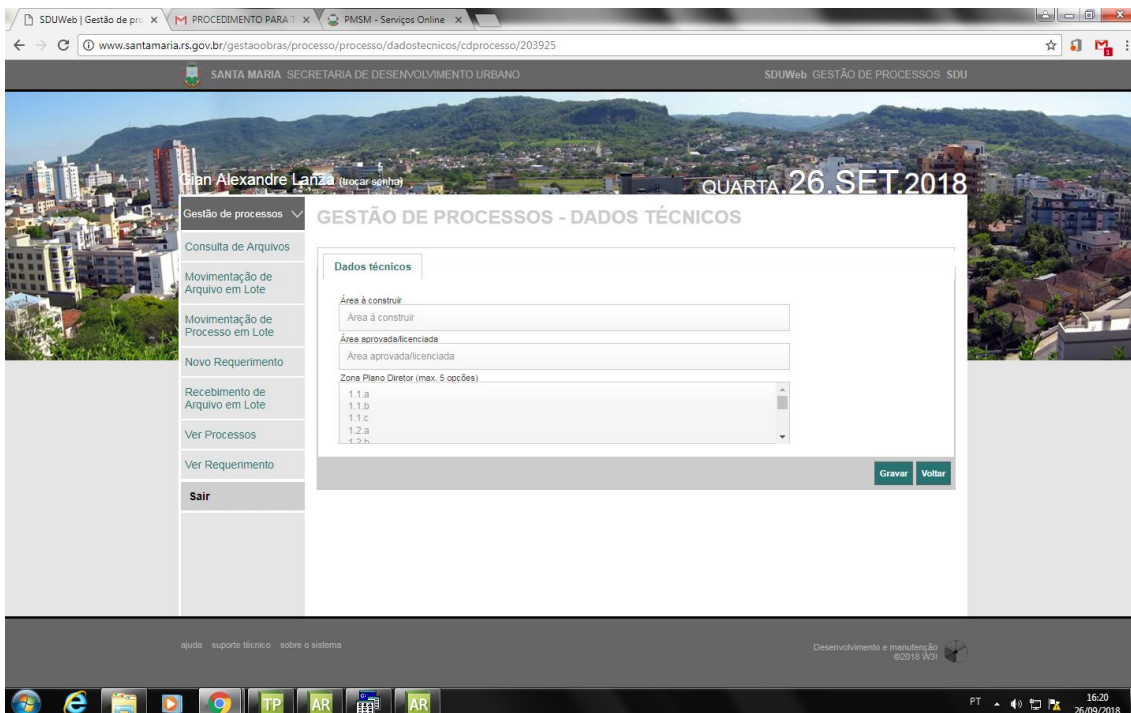 SDUWeb | Gestão de pro
PROCEDIMENTO PARA T
PMSM - Serviços Online
www.santamaria.rs.gov.br/gestaoobras/processo/processo/dadostecnicos/cdprocesso/203925
SANTA MARIA SECRETARIA DE DESENVOLVIMENTO URBANO
SDUWeb GESTÃO DE PROCESSOS SDU
Gian Alexandre Lanza (trocar senha)
QUARTA.26.SET.2018
Gestão de processos
Consulta de Arquivos
Movimentação de
Arquivo em Lote
Movimentação de
Processo em Lote
Novo Requerimento
Recebimento de
Arquivo em Lote
Ver Processos
Ver Requerimento
Sair
GESTÃO DE PROCESSOS - DADOS TÉCNICOS
Dados técnicos
Área à construir
Área à construir
Área aprovada/licenciada
Área aprovada/licenciada
Zona Plano Diretor (max. 5 opções)
1.1.a
1.1.b
1.1.c
1.2.a
1.2.b
Gravar
Voltar
ajuda suporte técnico sobre o sistema
Desenvolvimento e manutenção
©2018 W3!
TP
AR
AR
PT
16:20
26/09/2018